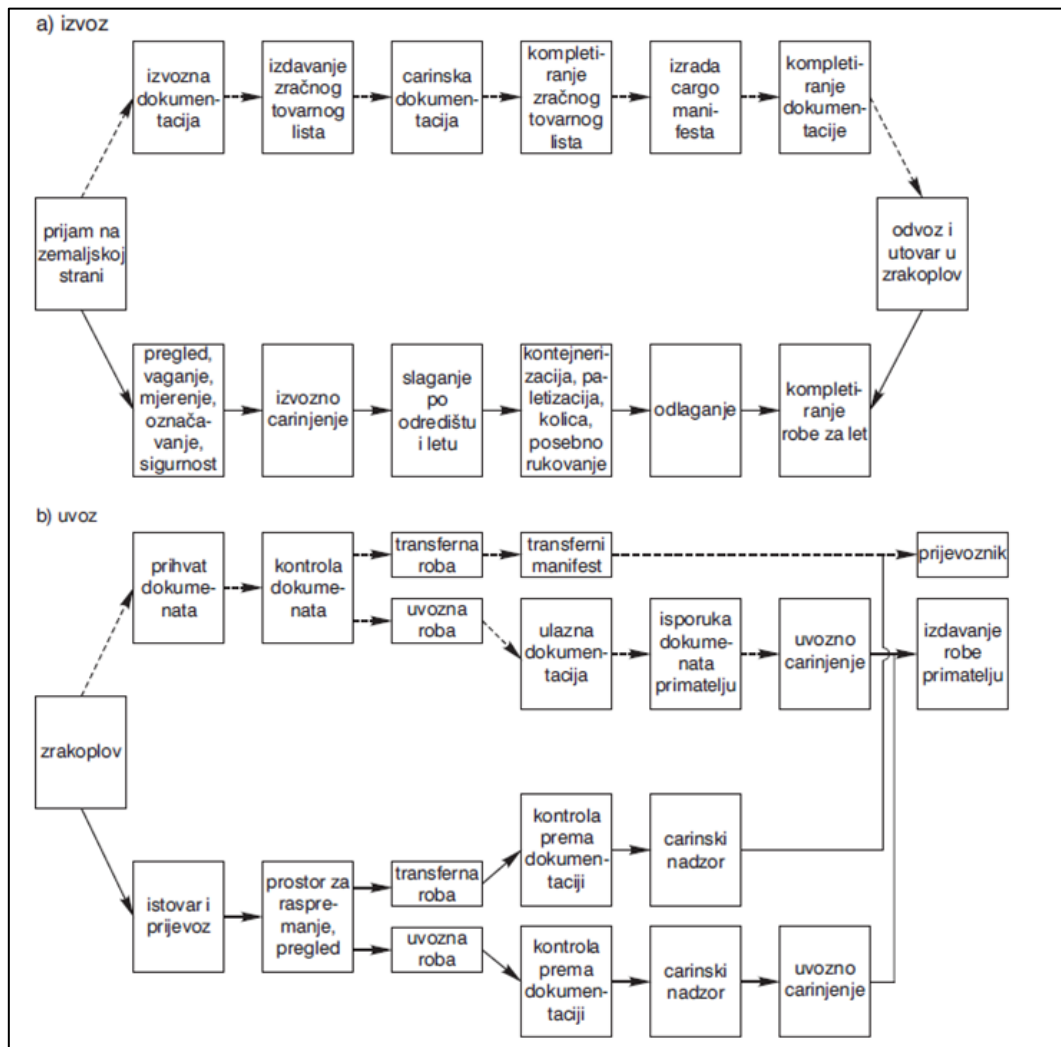 a) izvoz
izvozna
dokumen-
tacija
izdavanje
zračnog
tovarnog
lista
carinska
dokumen-
tacija
kompleti-
ranje
zračnog
tovarnog
lista
izrada
cargo
mani-
festa
kompleti-
ranje
dokumen-
tacije
prijam na
zemaljskoj
strani
odvoz i
utovar u
zrakoplov
pregled,
vaganje,
mjerenje,
označa-
vanje,
sigurnost
izvozno
carinjenje
slaganje
po
odredištu
i letu
kontejneri-
zacija, pa-
letizacija,
kolica,
posebno
rukovanje
odlaganje
kompleti-
ranje
robe za let
b) uvoz
prihvat
dokume-
nata
kontrola
dokume-
nata
transferna
roba
transferni
manifest
prijevoznik
uvozna
roba
ulazna
dokumen-
tacija
isporuka
dokume-
nata
primatelju
uvozno
carinjenje
izdavanje
robe
primatelju
zrakoplov
istovar i
prijevoz
prostor za
raspre-
manje,
pregled
transferna
roba
kontrola
prema
dokumen-
taciji
carinski
nadzor
uvozna
roba
kontrola
prema
dokumen-
taciji
carinski
nadzor
uvozno
carinjenje